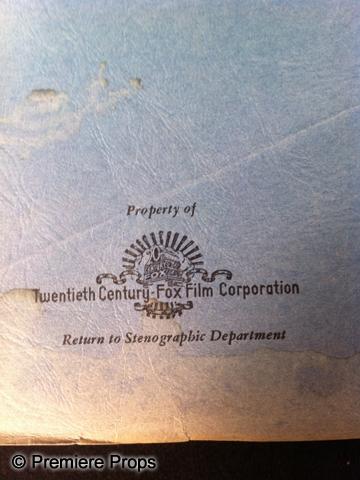 Property of
Twentieth Century-Fox Film Corporation
Return to Stenographic Department
© Premiere Props